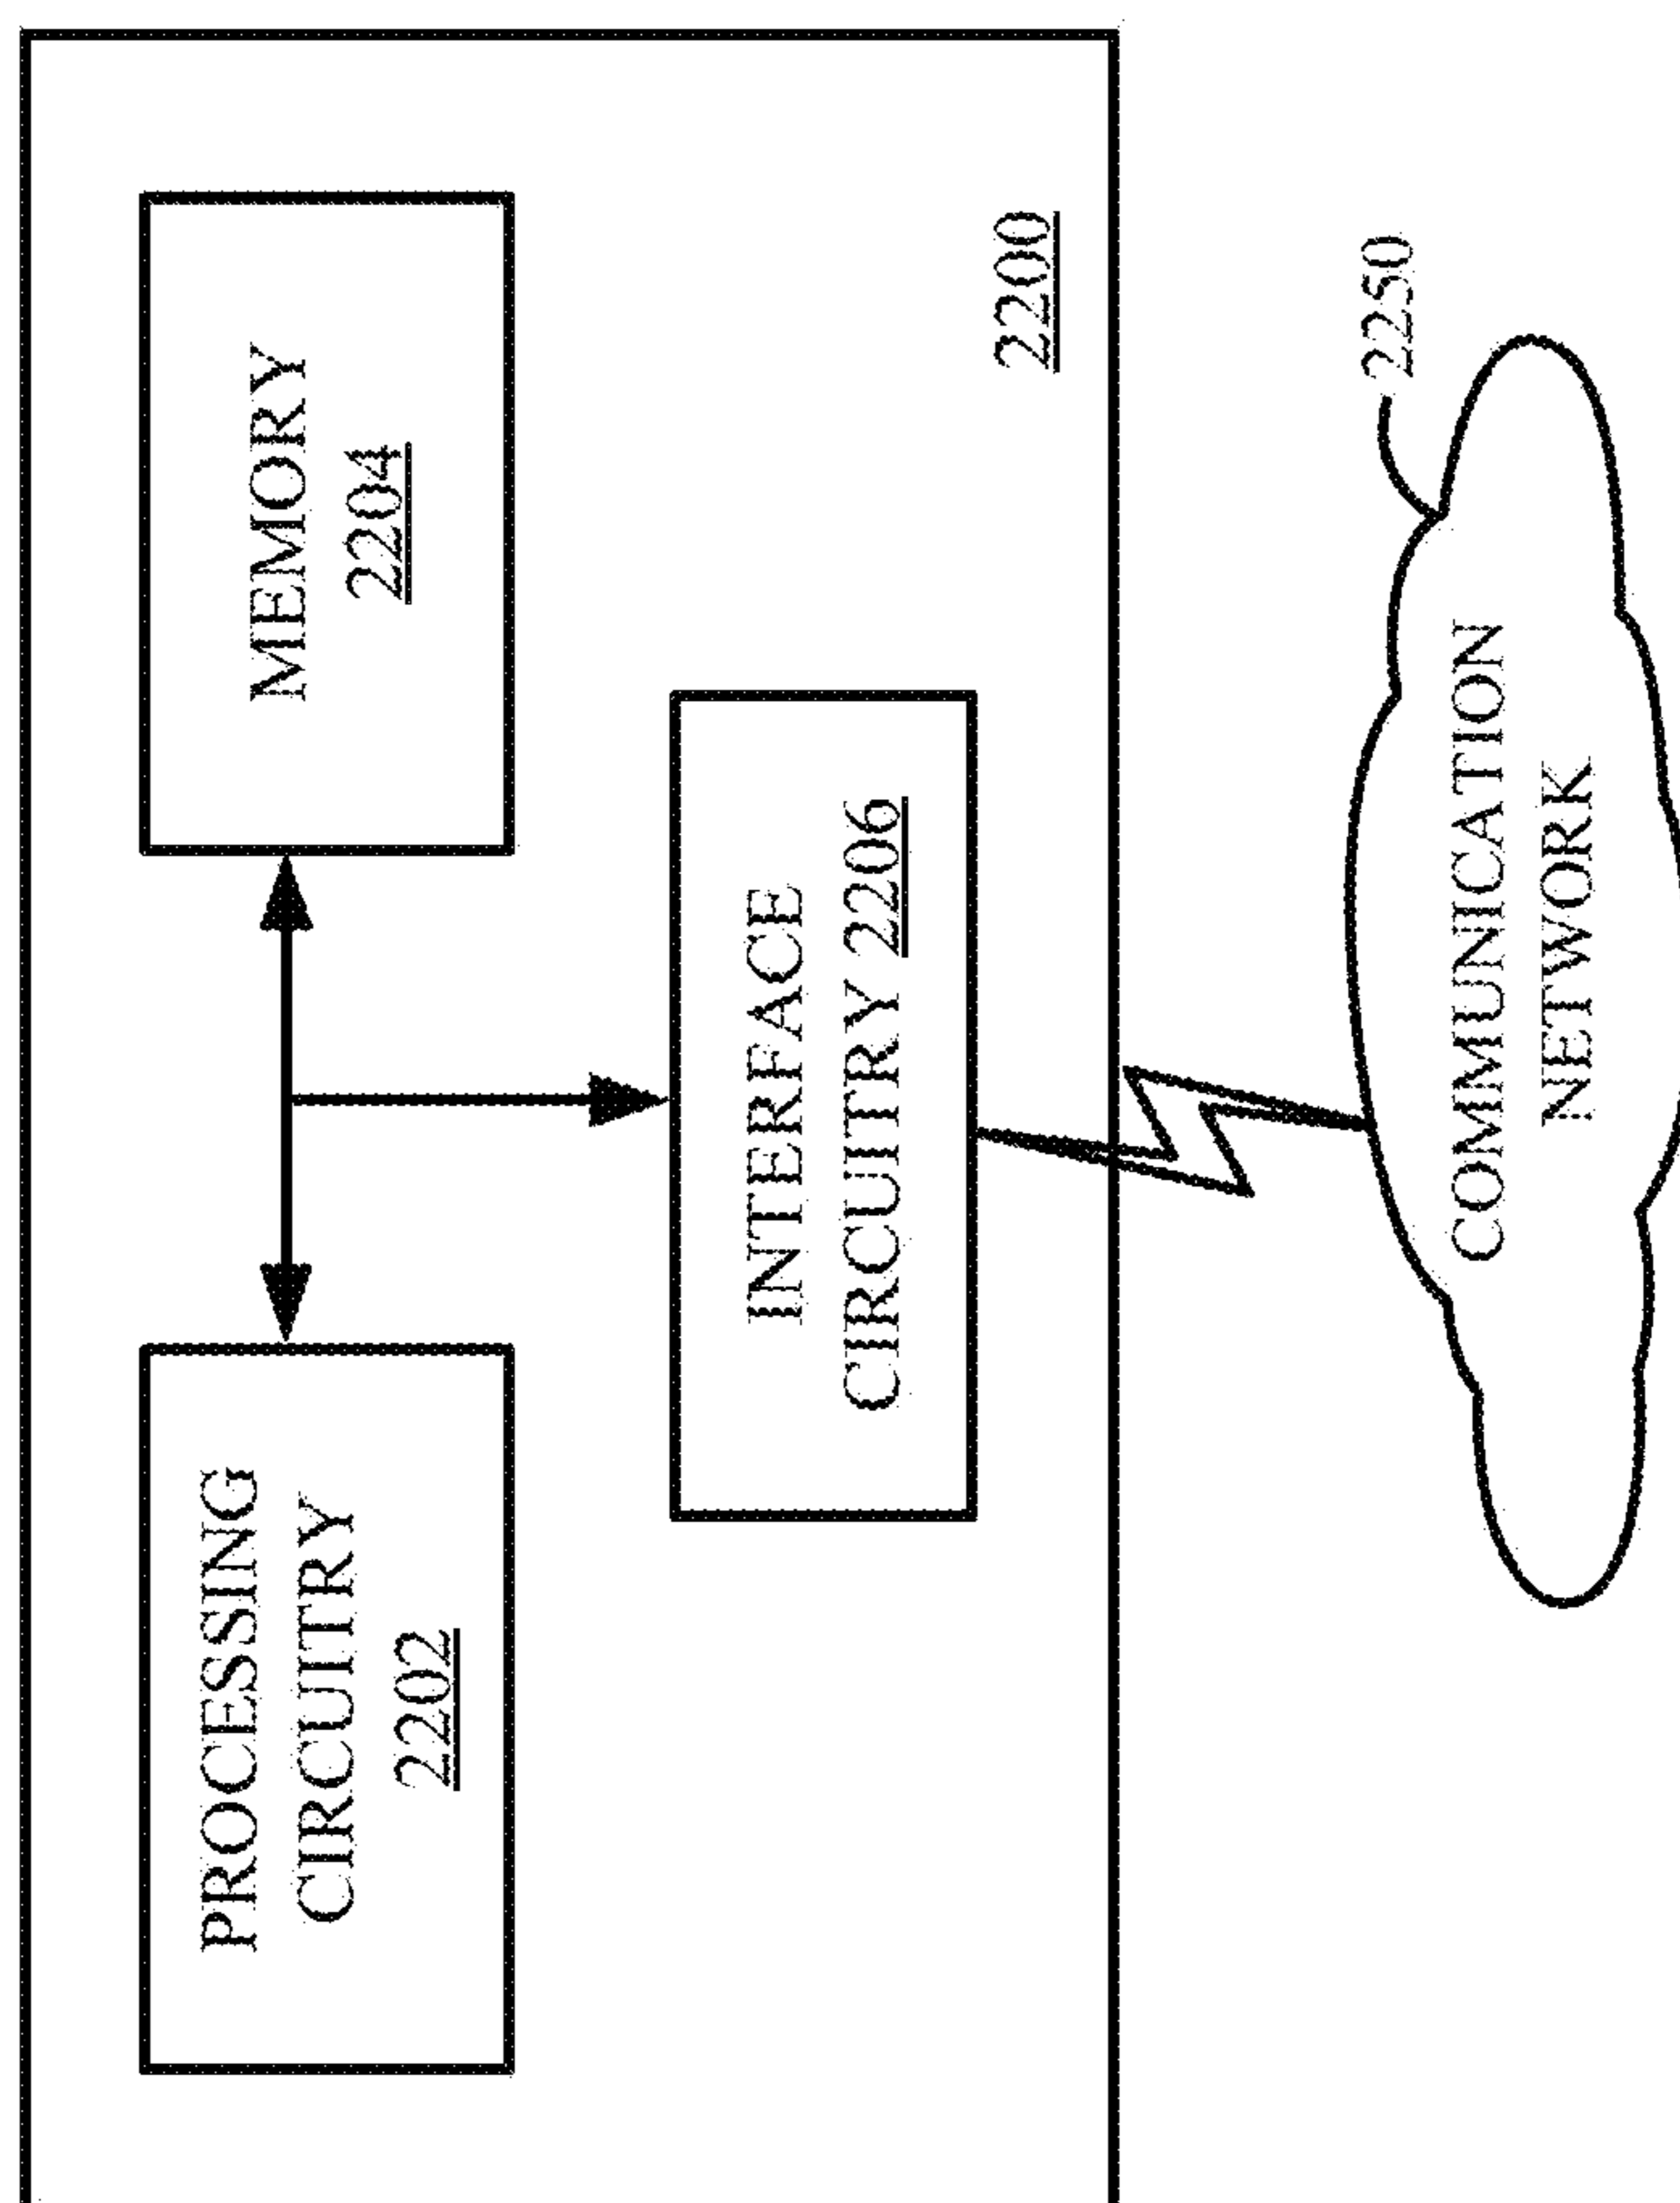 PROCESSING
CIRCUITRY
2202
MEMORY
2204
INTERFACE
CIRCUITRY 2206
2200
2250
COMMUNICATION
NETWORK